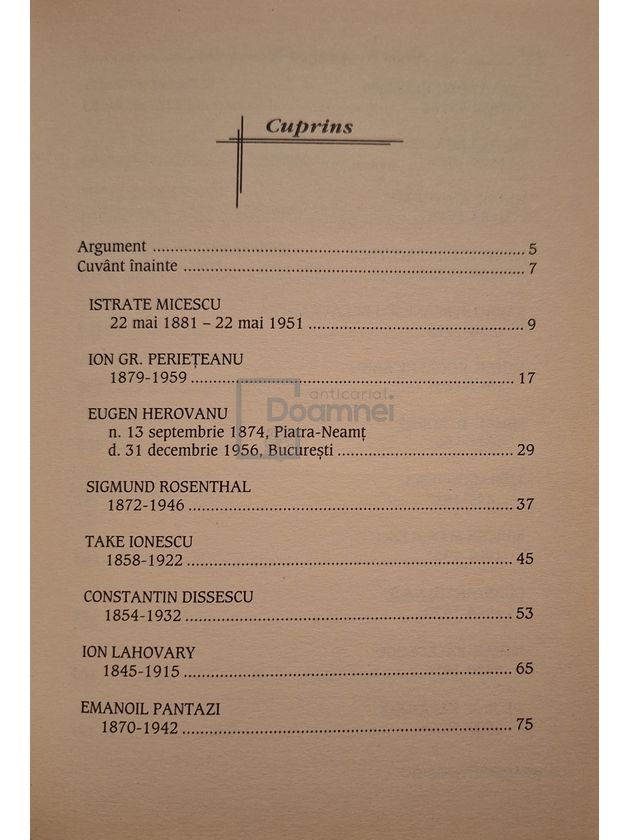 Cuprins
Argument ........ 5
Cuvânt înainte ........ 7
ISTRATE MICESCU
22 mai 1881 – 22 mai 1951 ........ 9
ION GR. PERIEȚEANU
1879-1959 ........ 17
anticariat
Doamnei
EUGEN HEROVANU
n. 13 septembrie 1874, Piatra-Neamț
d. 31 decembrie 1956, București ........ 29
SIGMUND ROSENTHAL
1872-1946 ........ 37
TAKE IONESCU
1858-1922 ........ 45
CONSTANTIN DISSESCU
1854-1932 ........ 53
ION LAHOVARY
1845-1915 ........ 65
EMANOIL PANTAZI
1870-1942 ........ 75